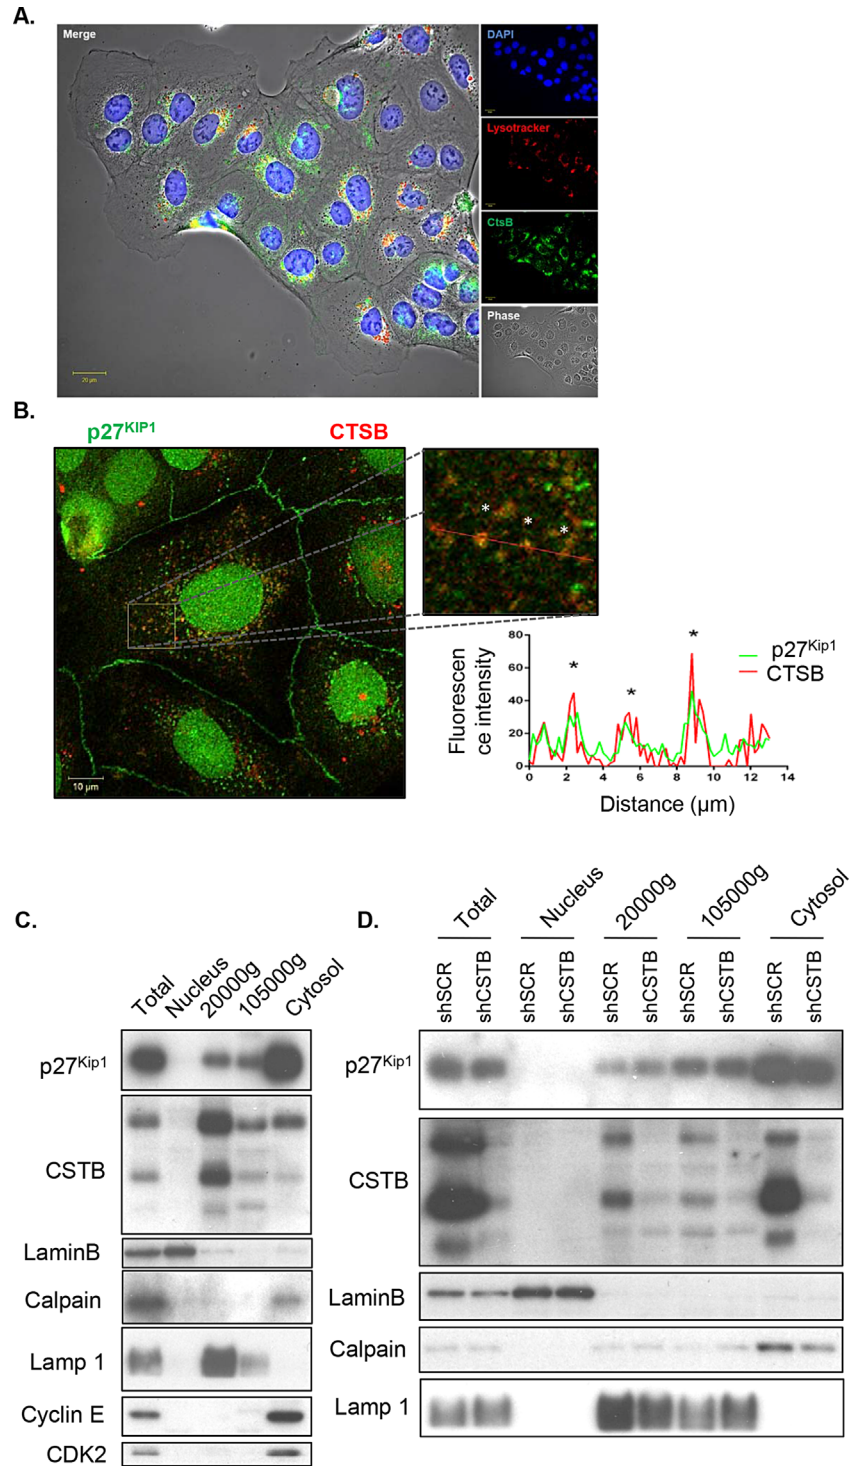 A.
Merge
DAPI
Lysotracker
CtsB
Phase
20 µm
B.
p27KIP1
CTSB
*
*
*
10 µm
Fluorescen
ce intensity
80
60
40
20
0
*
*
*
p27Kip1
CTSB
0 2 4 6 8 10 12 14
Distance (µm)
C.
Total Nucleus 20000g 105000g Cytosol
p27Kip1
CSTB
LaminB
Calpain
Lamp 1
Cyclin E
CDK2
D.
Total Nucleus 20000g 105000g Cytosol
shSCR shCSTB shSCR shCSTB shSCR shCSTB shSCR shCSTB shSCR shCSTB
p27Kip1
CSTB
LaminB
Calpain
Lamp 1